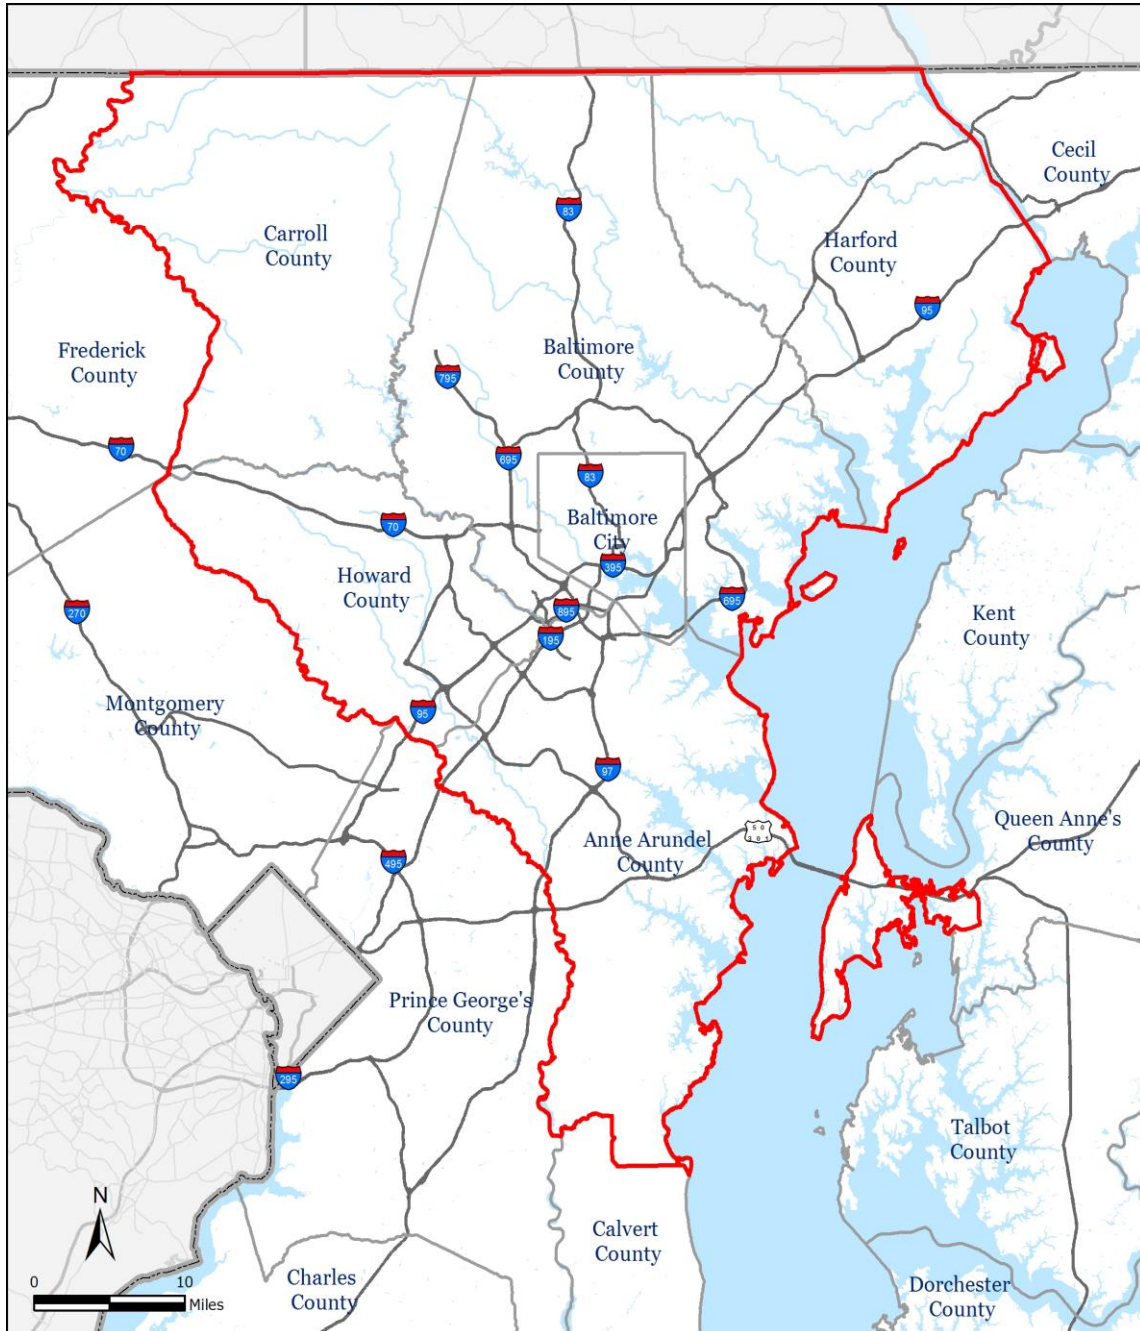 Cecil
County
83
Carroll
County
Harford
County
95
Frederick
County
Baltimore
County
795
70
695
83
Baltimore
City
70
395
Howard
County
695
270
895
Kent
County
195
Montgomery
County
95
97
Queen Anne's
County
50
301
Anne Arundel
County
495
Prince George's
County
295
Talbot
County
N
Calvert
County
0
10
Miles
Charles
County
Dorchester
County